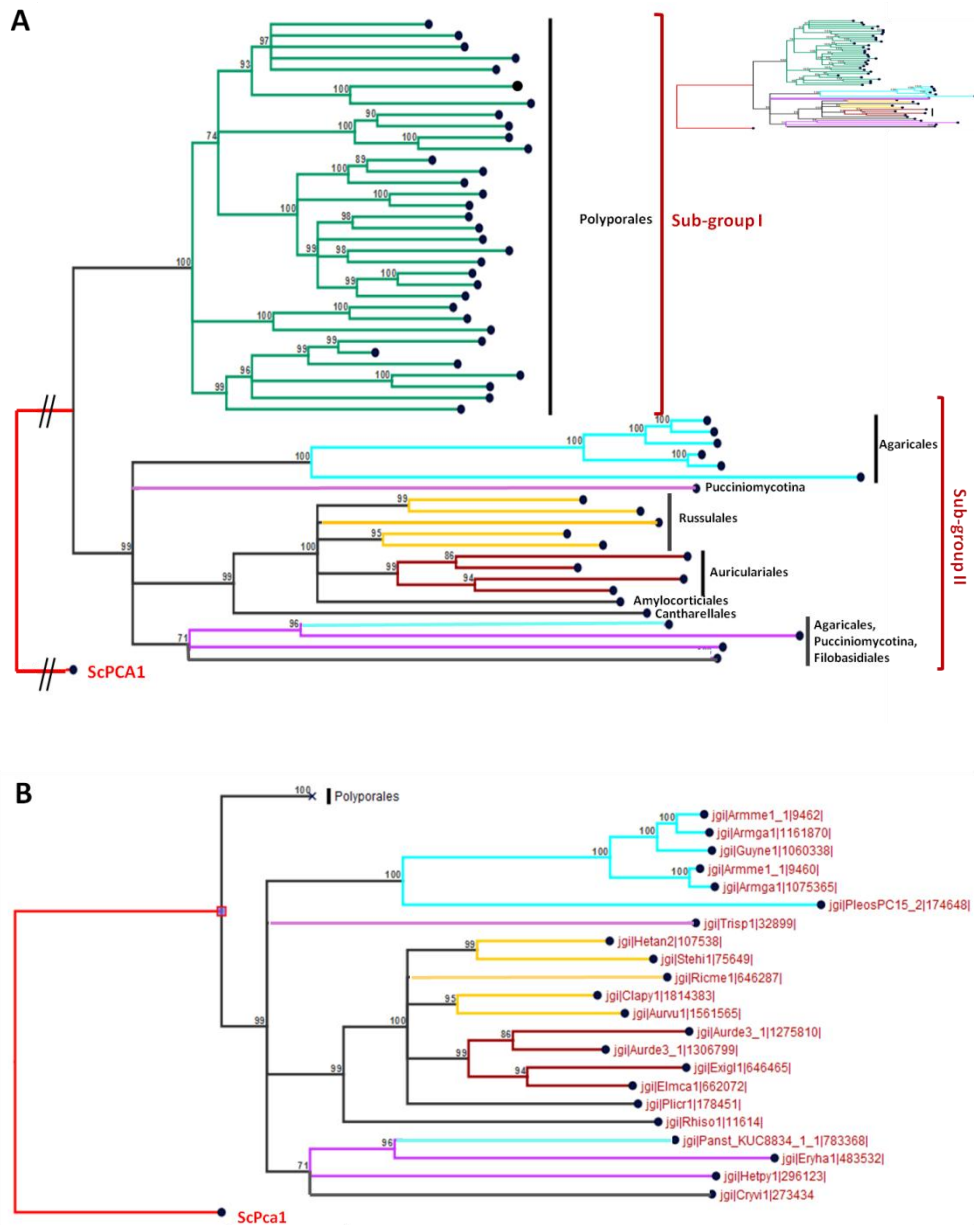 A
97
93
100
90
74
100
100
89
100
100
100
98
99
98
100
99
100
100
100
99
99
96
100
99
Polyporales
Sub-group I
100
100
100
100
100
Agaricales
Pucciniomycotina
99
99
Russulales
95
100
86
99
94
99
Auriculariales
Amylocorticiales
Cantharellales
96
71
Agaricales,
Pucciniomycotina,
Filobasidiales
Sub-group II
ScPCA1
B
100
Polyporales
100
jgi|Armme1_1|9462|
100
jgi|Armga1|1161870|
100
jgi|Guyne1|1060338|
100
jgi|Armme1_1|9460|
100
jgi|Armga1|1075365|
jgi|PleosPC15_2|174648|
jgi|Trisp1|32899|
99
jgi|Hetan2|107538|
jgi|Stehi1|75649|
99
jgi|Ricme1|646287|
95
jgi|Clapy1|1814383|
100
jgi|Aurvu1|1561565|
86
jgi|Aurde3_1|1275810|
99
jgi|Aurde3_1|1306799|
94
jgi|Exigl1|646465|
99
jgi|Elmca1|662072|
jgi|Plicr1|178451|
jgi|Rhiso1|11614|
96
jgi|Panst_KUC8834_1_1|783368|
jgi|Eryha1|483532|
71
jgi|Hetpy1|296123|
jgi|Cryvi1|273434
ScPca1